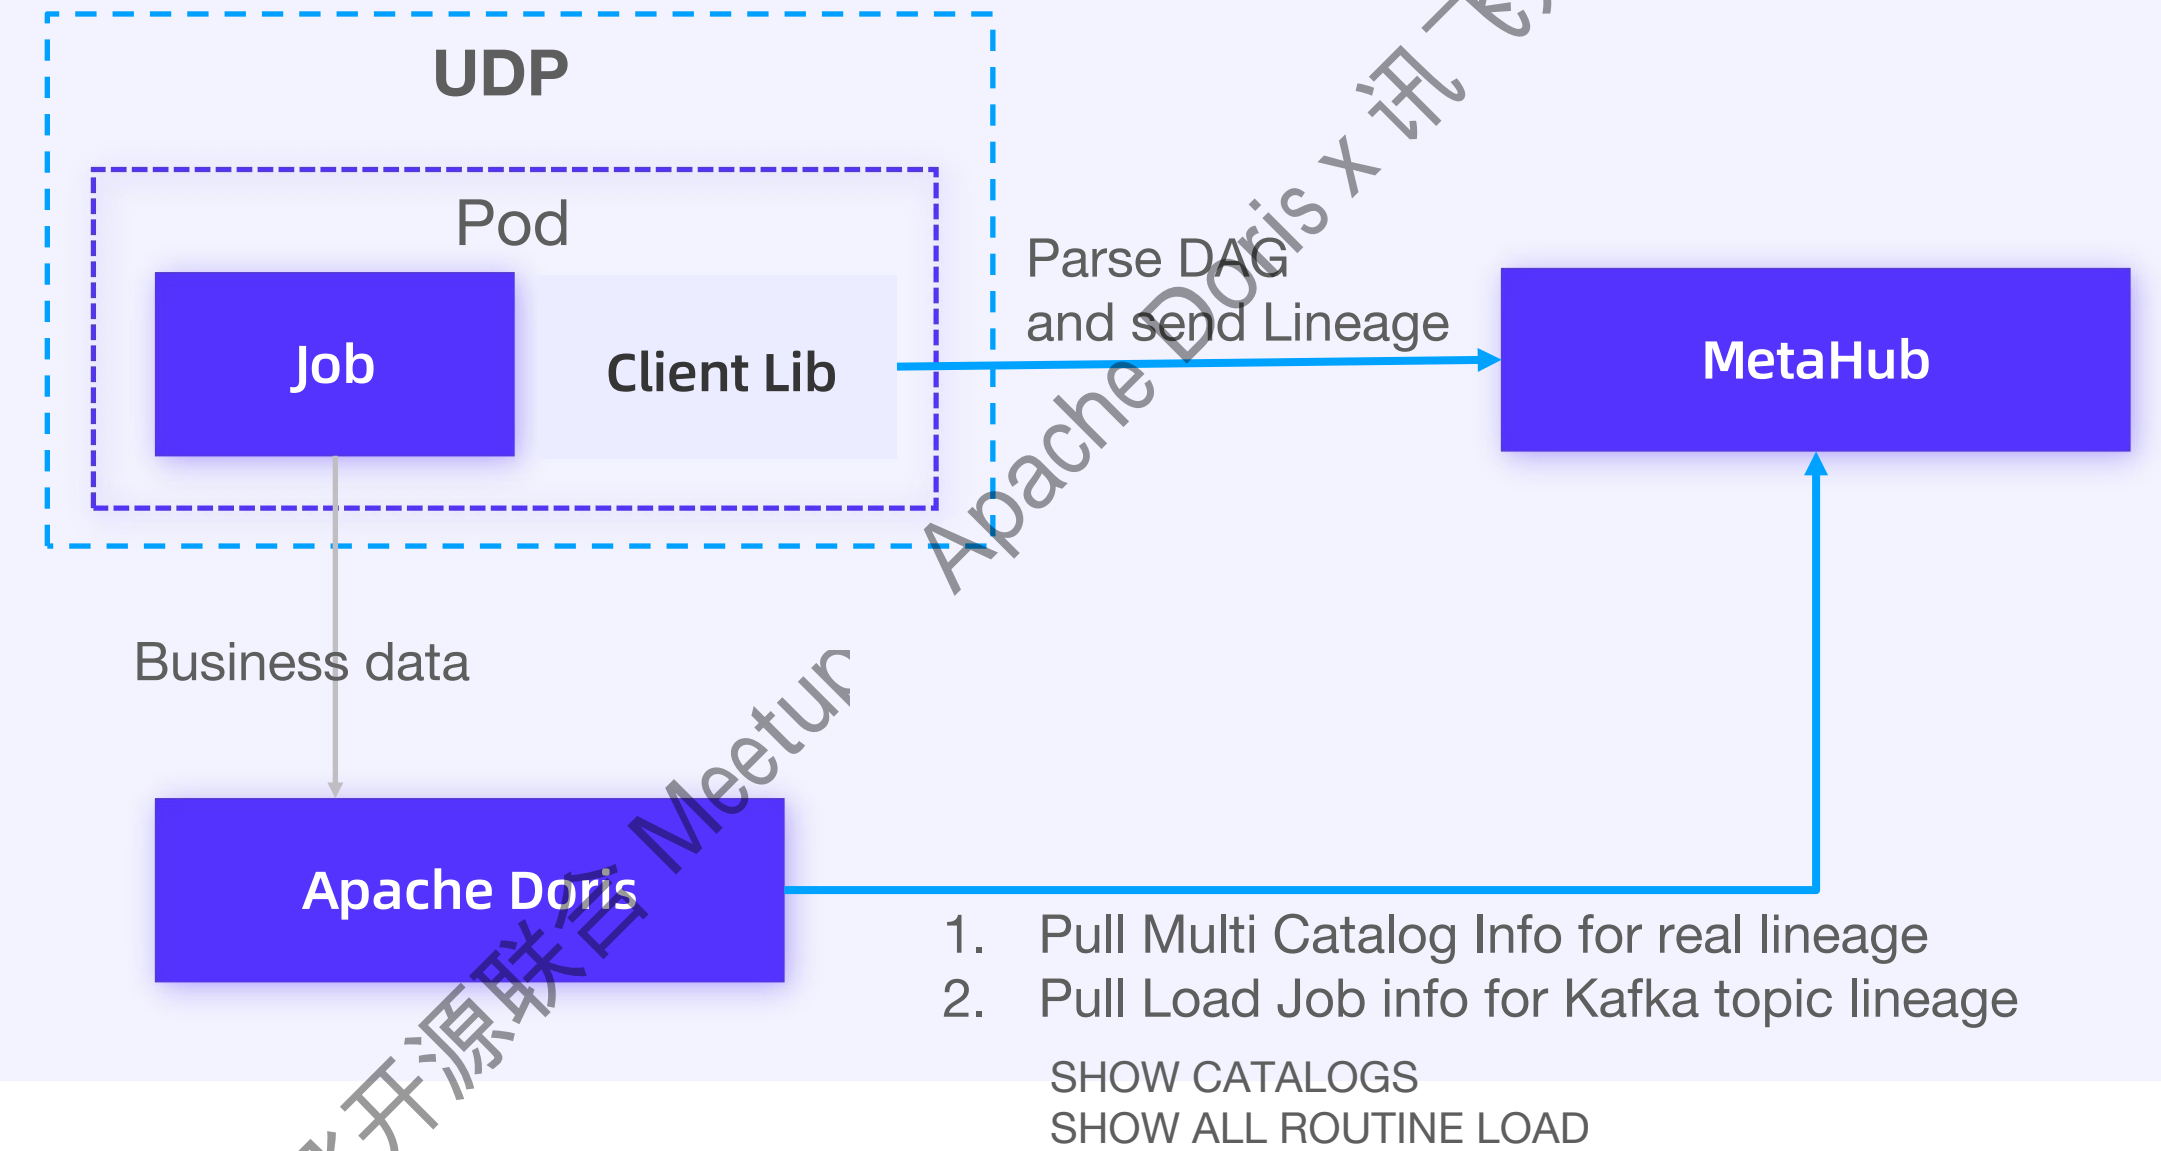 UDP
Pod
Job
Client Lib
Parse DAG
and send Lineage
MetaHub
Business data
Apache Doris
1. Pull Multi Catalog Info for real lineage
2. Pull Load Job info for Kafka topic lineage
SHOW CATALOGS
SHOW ALL ROUTINE LOAD
Apache Doris x 讯飞
开源联合 Meetup